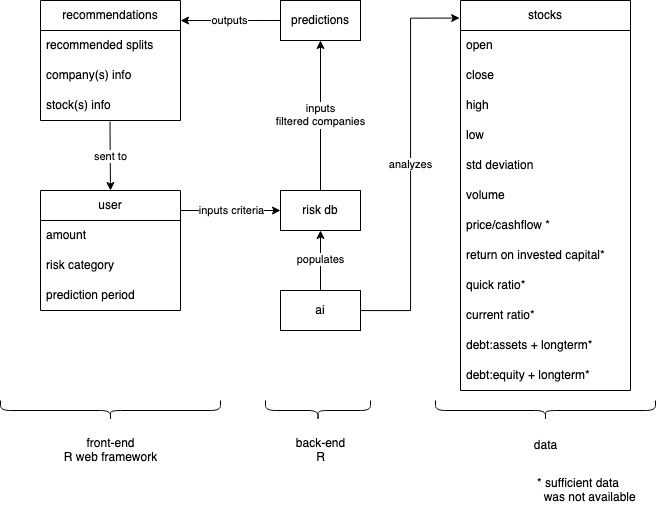 recommendations
recommended splits
company(s) info
stock(s) info
outputs
predictions
stocks
open
close
high
low
std deviation
volume
price/cashflow *
return on invested capital*
quick ratio*
current ratio*
debt:assets + longterm*
debt:equity + longterm*
inputs
filtered companies
analyzes
sent to
user
amount
risk category
prediction period
inputs criteria
risk db
populates
ai
front-end
R web framework
back-end
R
data
* sufficient data
was not available